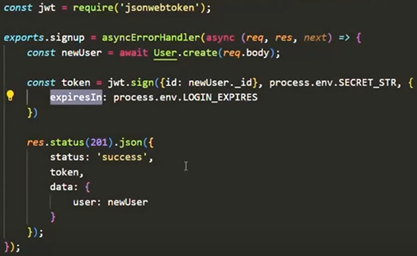 const jwt = require('jsonwebtoken');
exports.signup = asyncErrorHandler(async (req, res, next) => {
const newUser = await User.create(req.body);
const token = jwt.sign({id: newUser._id}, process.env.SECRET_STR, {
expiresIn: process.env.LOGIN_EXPIRES
})
res.status(201).json({
status: 'success',
token,
data: {
user: newUser
}
});
});